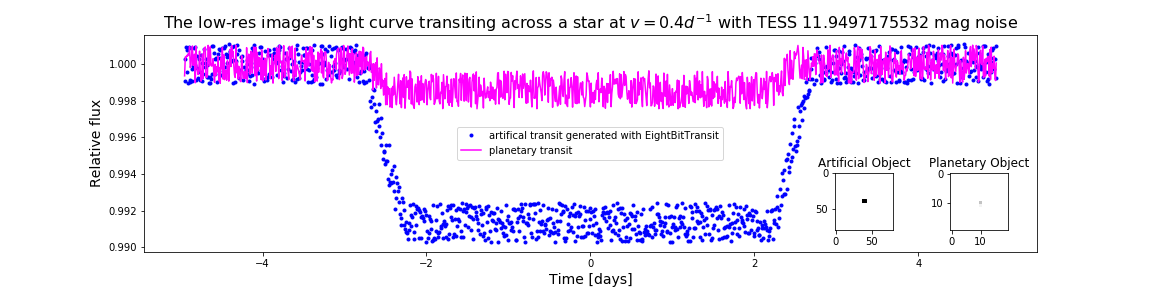 The low-res image's light curve transiting across a star at v = 0.4d⁻¹ with TESS 11.9497175532 mag noise
Relative flux
1.000
0.998
0.996
0.994
0.992
0.990
artifical transit generated with EightBitTransit
planetary transit
Artificial Object
0
50
0
50
Planetary Object
0
10
0
10
−4
−2
0
2
4
Time [days]